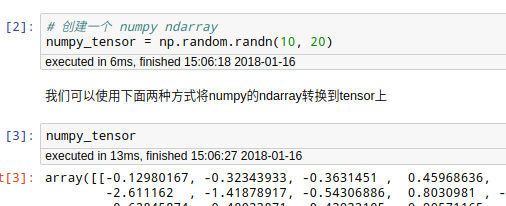 [2]: # 创建一个 numpy ndarray
numpy_tensor = np.random.randn(10, 20)
executed in 6ms, finished 15:06:18 2018-01-16
我们可以使用下面两种方式将numpy的ndarray转换到tensor上
[3]: numpy_tensor
executed in 13ms, finished 15:06:27 2018-01-16
t[3]: array([[-0.12980167, -0.32343933, -0.3631451 , 0.45968636,
-2.611162 , -1.41878917, -0.54306886, 0.8030981 , -